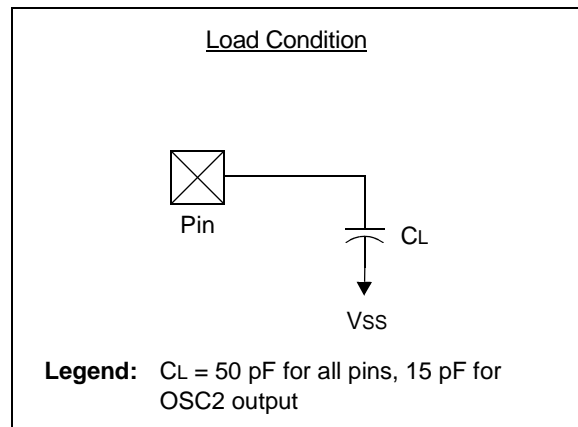 Load Condition
Pin
CL
VSS
Legend: CL = 50 pF for all pins, 15 pF for
OSC2 output